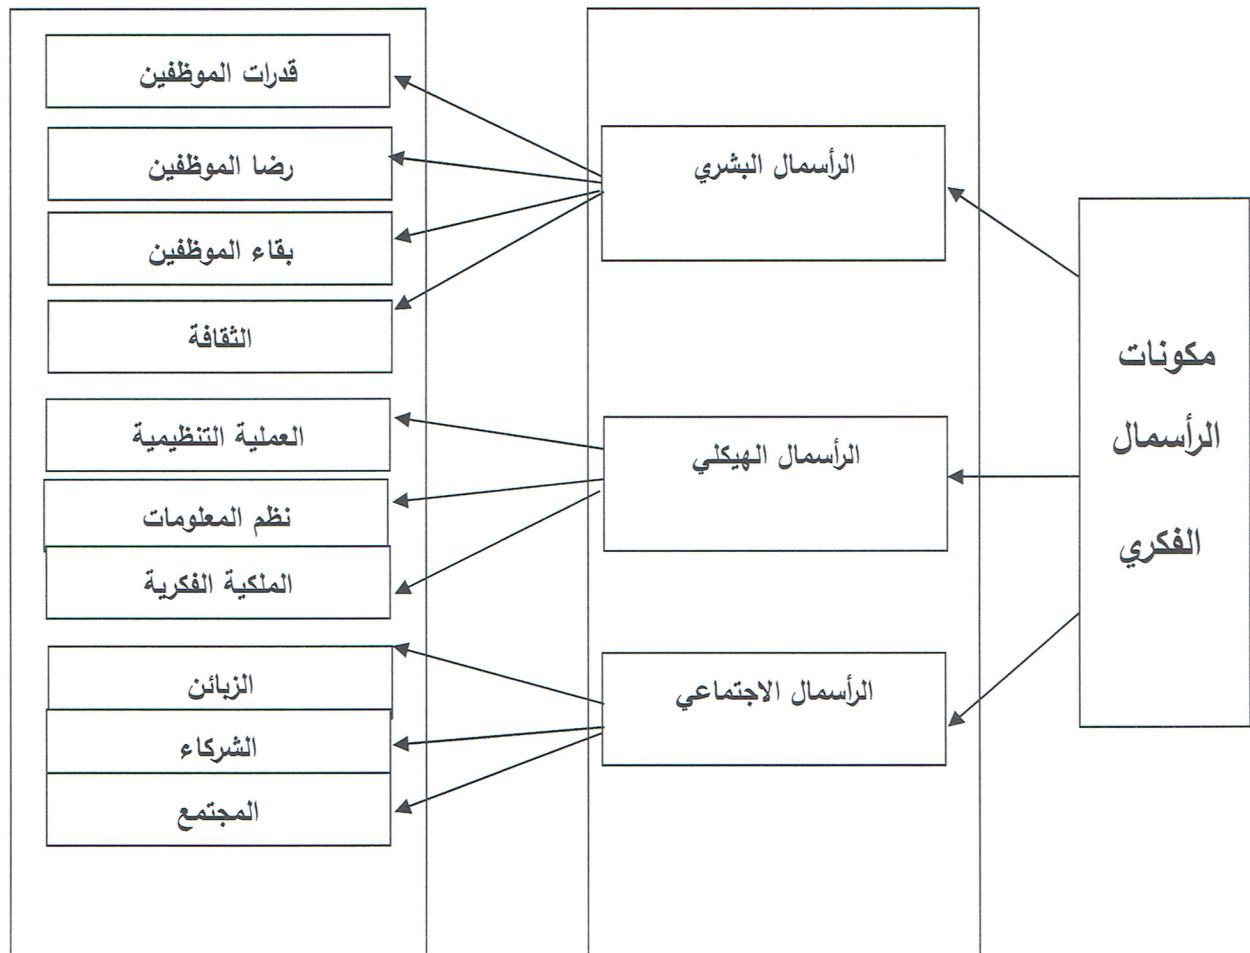 مكونات
الرأسمال
الفكري
الرأسمال البشري
قدرات الموظفين
رضا الموظفين
بقاء الموظفين
الثقافة
الرأسمال الهيكلي
العملية التنظيمية
نظم المعلومات
الملكية الفكرية
الرأسمال الاجتماعي
الزبائن
الشركاء
المجتمع